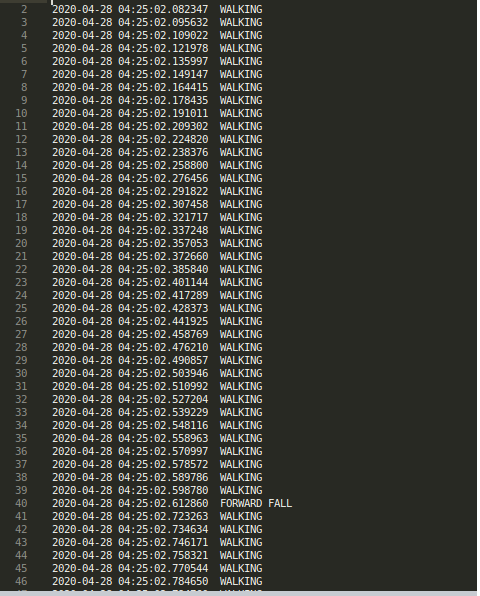 2 2020-04-28 04:25:02.082347 WALKING
3 2020-04-28 04:25:02.095632 WALKING
4 2020-04-28 04:25:02.109022 WALKING
5 2020-04-28 04:25:02.121978 WALKING
6 2020-04-28 04:25:02.135997 WALKING
7 2020-04-28 04:25:02.149147 WALKING
8 2020-04-28 04:25:02.164415 WALKING
9 2020-04-28 04:25:02.178435 WALKING
10 2020-04-28 04:25:02.191011 WALKING
11 2020-04-28 04:25:02.209302 WALKING
12 2020-04-28 04:25:02.224820 WALKING
13 2020-04-28 04:25:02.238376 WALKING
14 2020-04-28 04:25:02.258800 WALKING
15 2020-04-28 04:25:02.276456 WALKING
16 2020-04-28 04:25:02.291822 WALKING
17 2020-04-28 04:25:02.307458 WALKING
18 2020-04-28 04:25:02.321717 WALKING
19 2020-04-28 04:25:02.337248 WALKING
20 2020-04-28 04:25:02.357053 WALKING
21 2020-04-28 04:25:02.372660 WALKING
22 2020-04-28 04:25:02.385840 WALKING
23 2020-04-28 04:25:02.401144 WALKING
24 2020-04-28 04:25:02.417289 WALKING
25 2020-04-28 04:25:02.428373 WALKING
26 2020-04-28 04:25:02.441925 WALKING
27 2020-04-28 04:25:02.458769 WALKING
28 2020-04-28 04:25:02.476210 WALKING
29 2020-04-28 04:25:02.490857 WALKING
30 2020-04-28 04:25:02.503946 WALKING
31 2020-04-28 04:25:02.510992 WALKING
32 2020-04-28 04:25:02.527204 WALKING
33 2020-04-28 04:25:02.539229 WALKING
34 2020-04-28 04:25:02.548116 WALKING
35 2020-04-28 04:25:02.558963 WALKING
36 2020-04-28 04:25:02.570997 WALKING
37 2020-04-28 04:25:02.578572 WALKING
38 2020-04-28 04:25:02.589786 WALKING
39 2020-04-28 04:25:02.598780 WALKING
40 2020-04-28 04:25:02.612860 FORWARD FALL
41 2020-04-28 04:25:02.723263 WALKING
42 2020-04-28 04:25:02.734634 WALKING
43 2020-04-28 04:25:02.746171 WALKING
44 2020-04-28 04:25:02.758321 WALKING
45 2020-04-28 04:25:02.770544 WALKING
46 2020-04-28 04:25:02.784650 WALKING